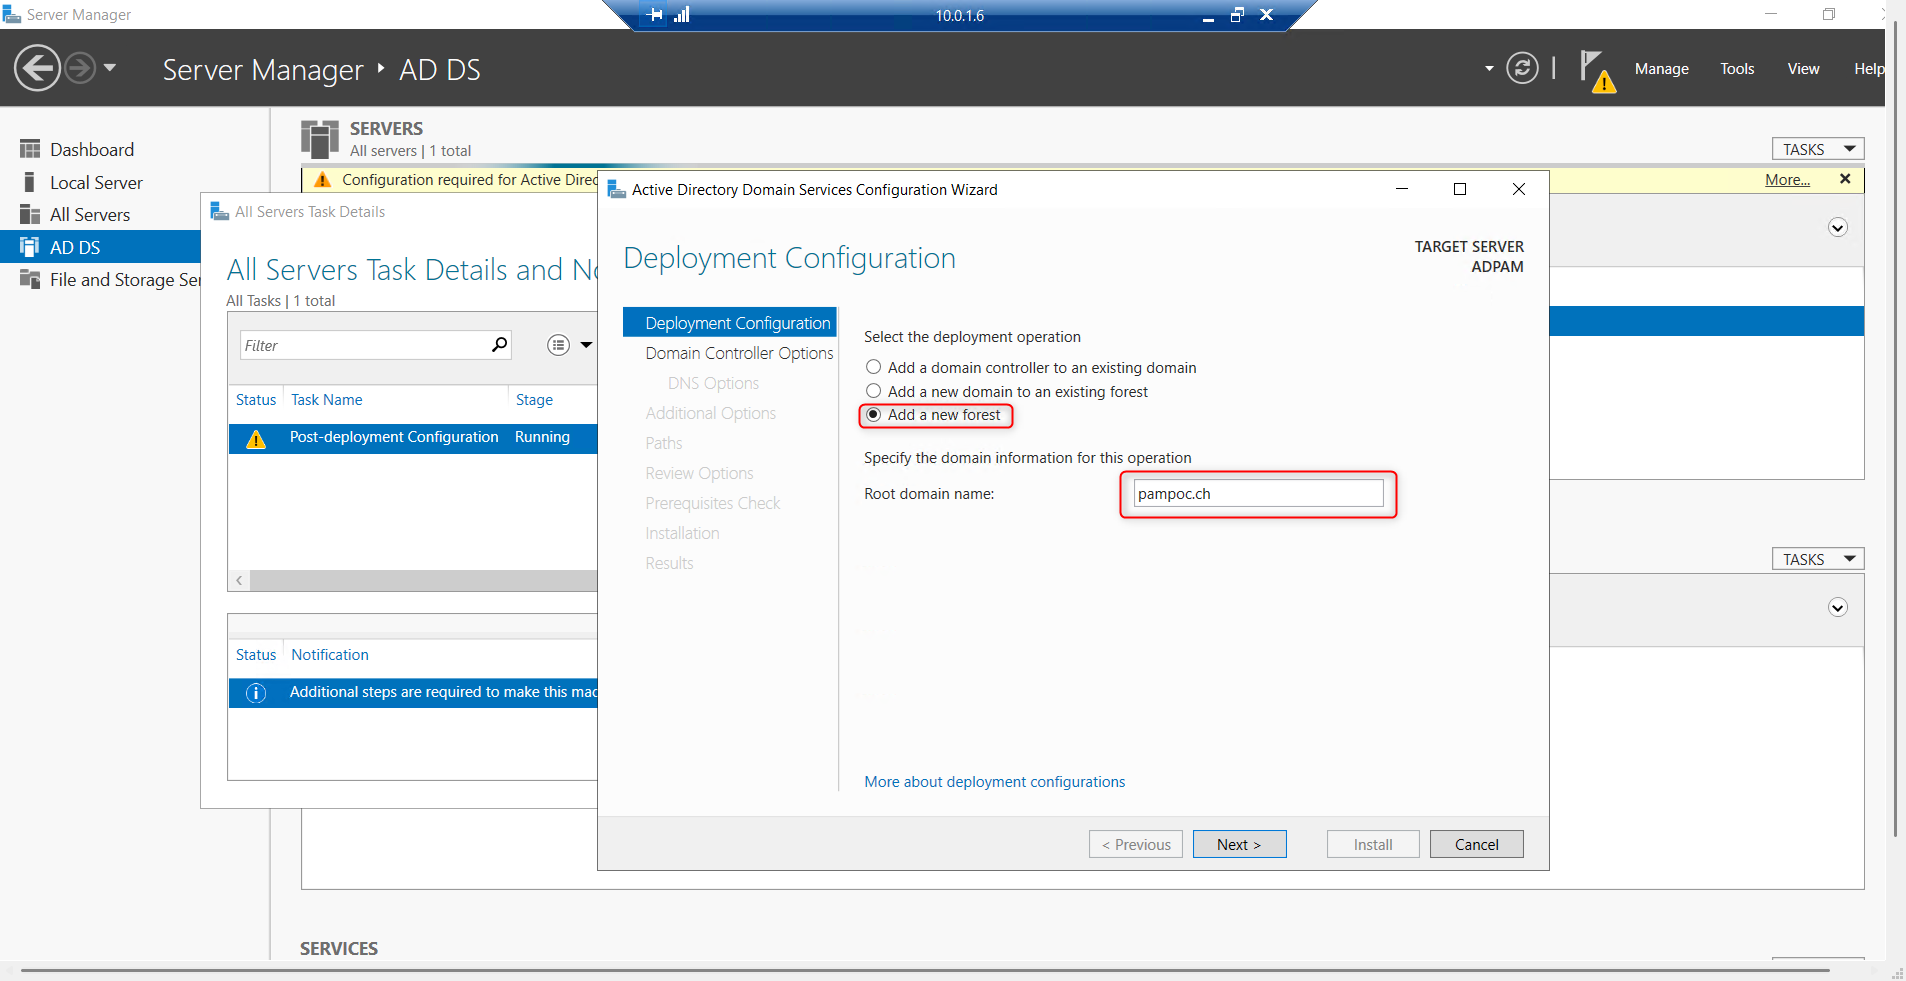 Server Manager
10.0.1.6
Server Manager
AD DS
Manage
Tools
View
Help
Dashboard
Local Server
All Servers
AD DS
File and Storage Ser
SERVERS
All servers | 1 total
TASKS
Configuration required for Active Direc
More...
All Servers Task Details
All Servers Task Details and No
All Tasks | 1 total
Filter
Status
Task Name
Stage
Post-deployment Configuration
Running
Status
Notification
Additional steps are required to make this mac
Active Directory Domain Services Configuration Wizard
Deployment Configuration
TARGET SERVER
ADPAM
Deployment Configuration
Domain Controller Options
DNS Options
Additional Options
Paths
Review Options
Prerequisites Check
Installation
Results
Select the deployment operation
Add a domain controller to an existing domain
Add a new domain to an existing forest
Add a new forest
Specify the domain information for this operation
Root domain name:
pampoc.ch
More about deployment configurations
< Previous
Next >
Install
Cancel
TASKS
SERVICES